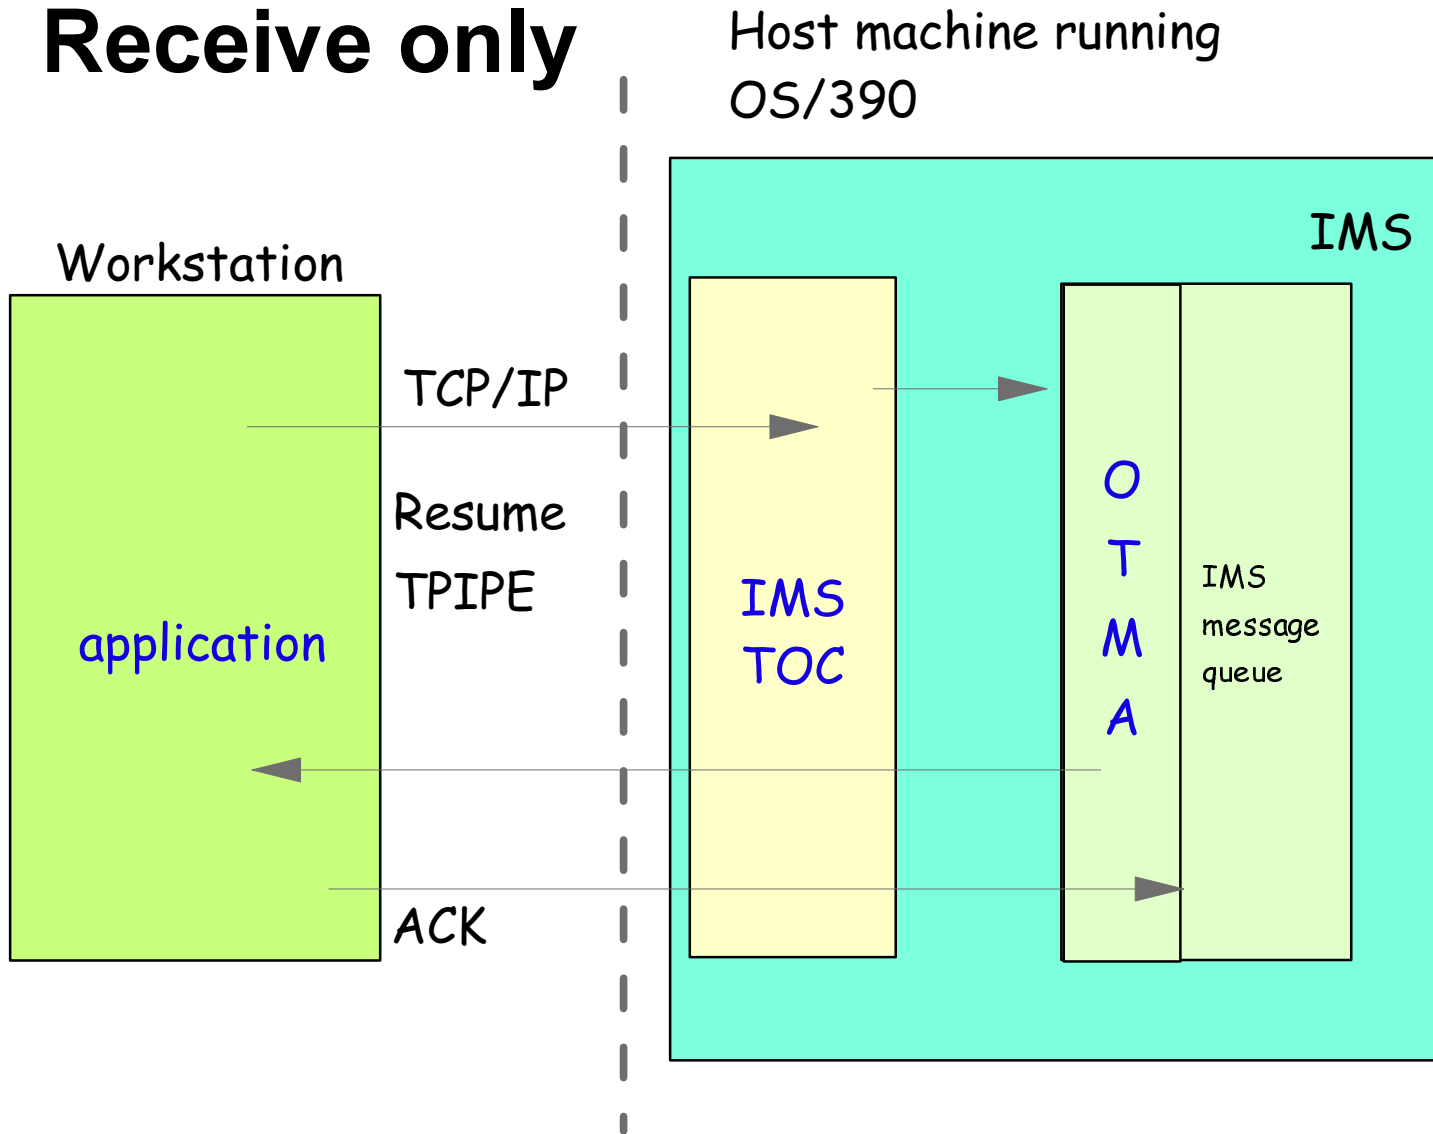 Receive only
Host machine running
OS/390
IMS
Workstation
TCP/IP
Resume
TPIPE
application
ACK
IMS
TOC
O
T
M
A
IMS
message
queue